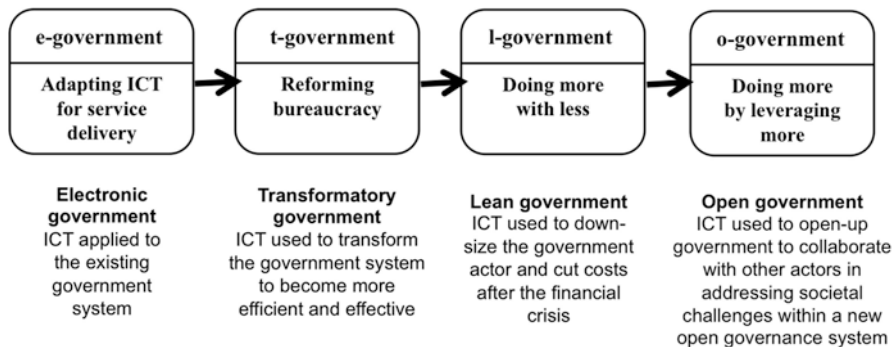 e-government
Adapting ICT
for service
delivery
t-government
Reforming
bureaucracy
l-government
Doing more
with less
o-government
Doing more
by leveraging
more
Electronic
government
ICT applied to
the existing
government
system
Transformatory
government
ICT used to transform
the government system
to become more
efficient and effective
Lean government
ICT used to down-
size the government
actor and cut costs
after the financial
crisis
Open government
ICT used to open-up
government to collaborate
with other actors in
addressing societal
challenges within a new
open governance system